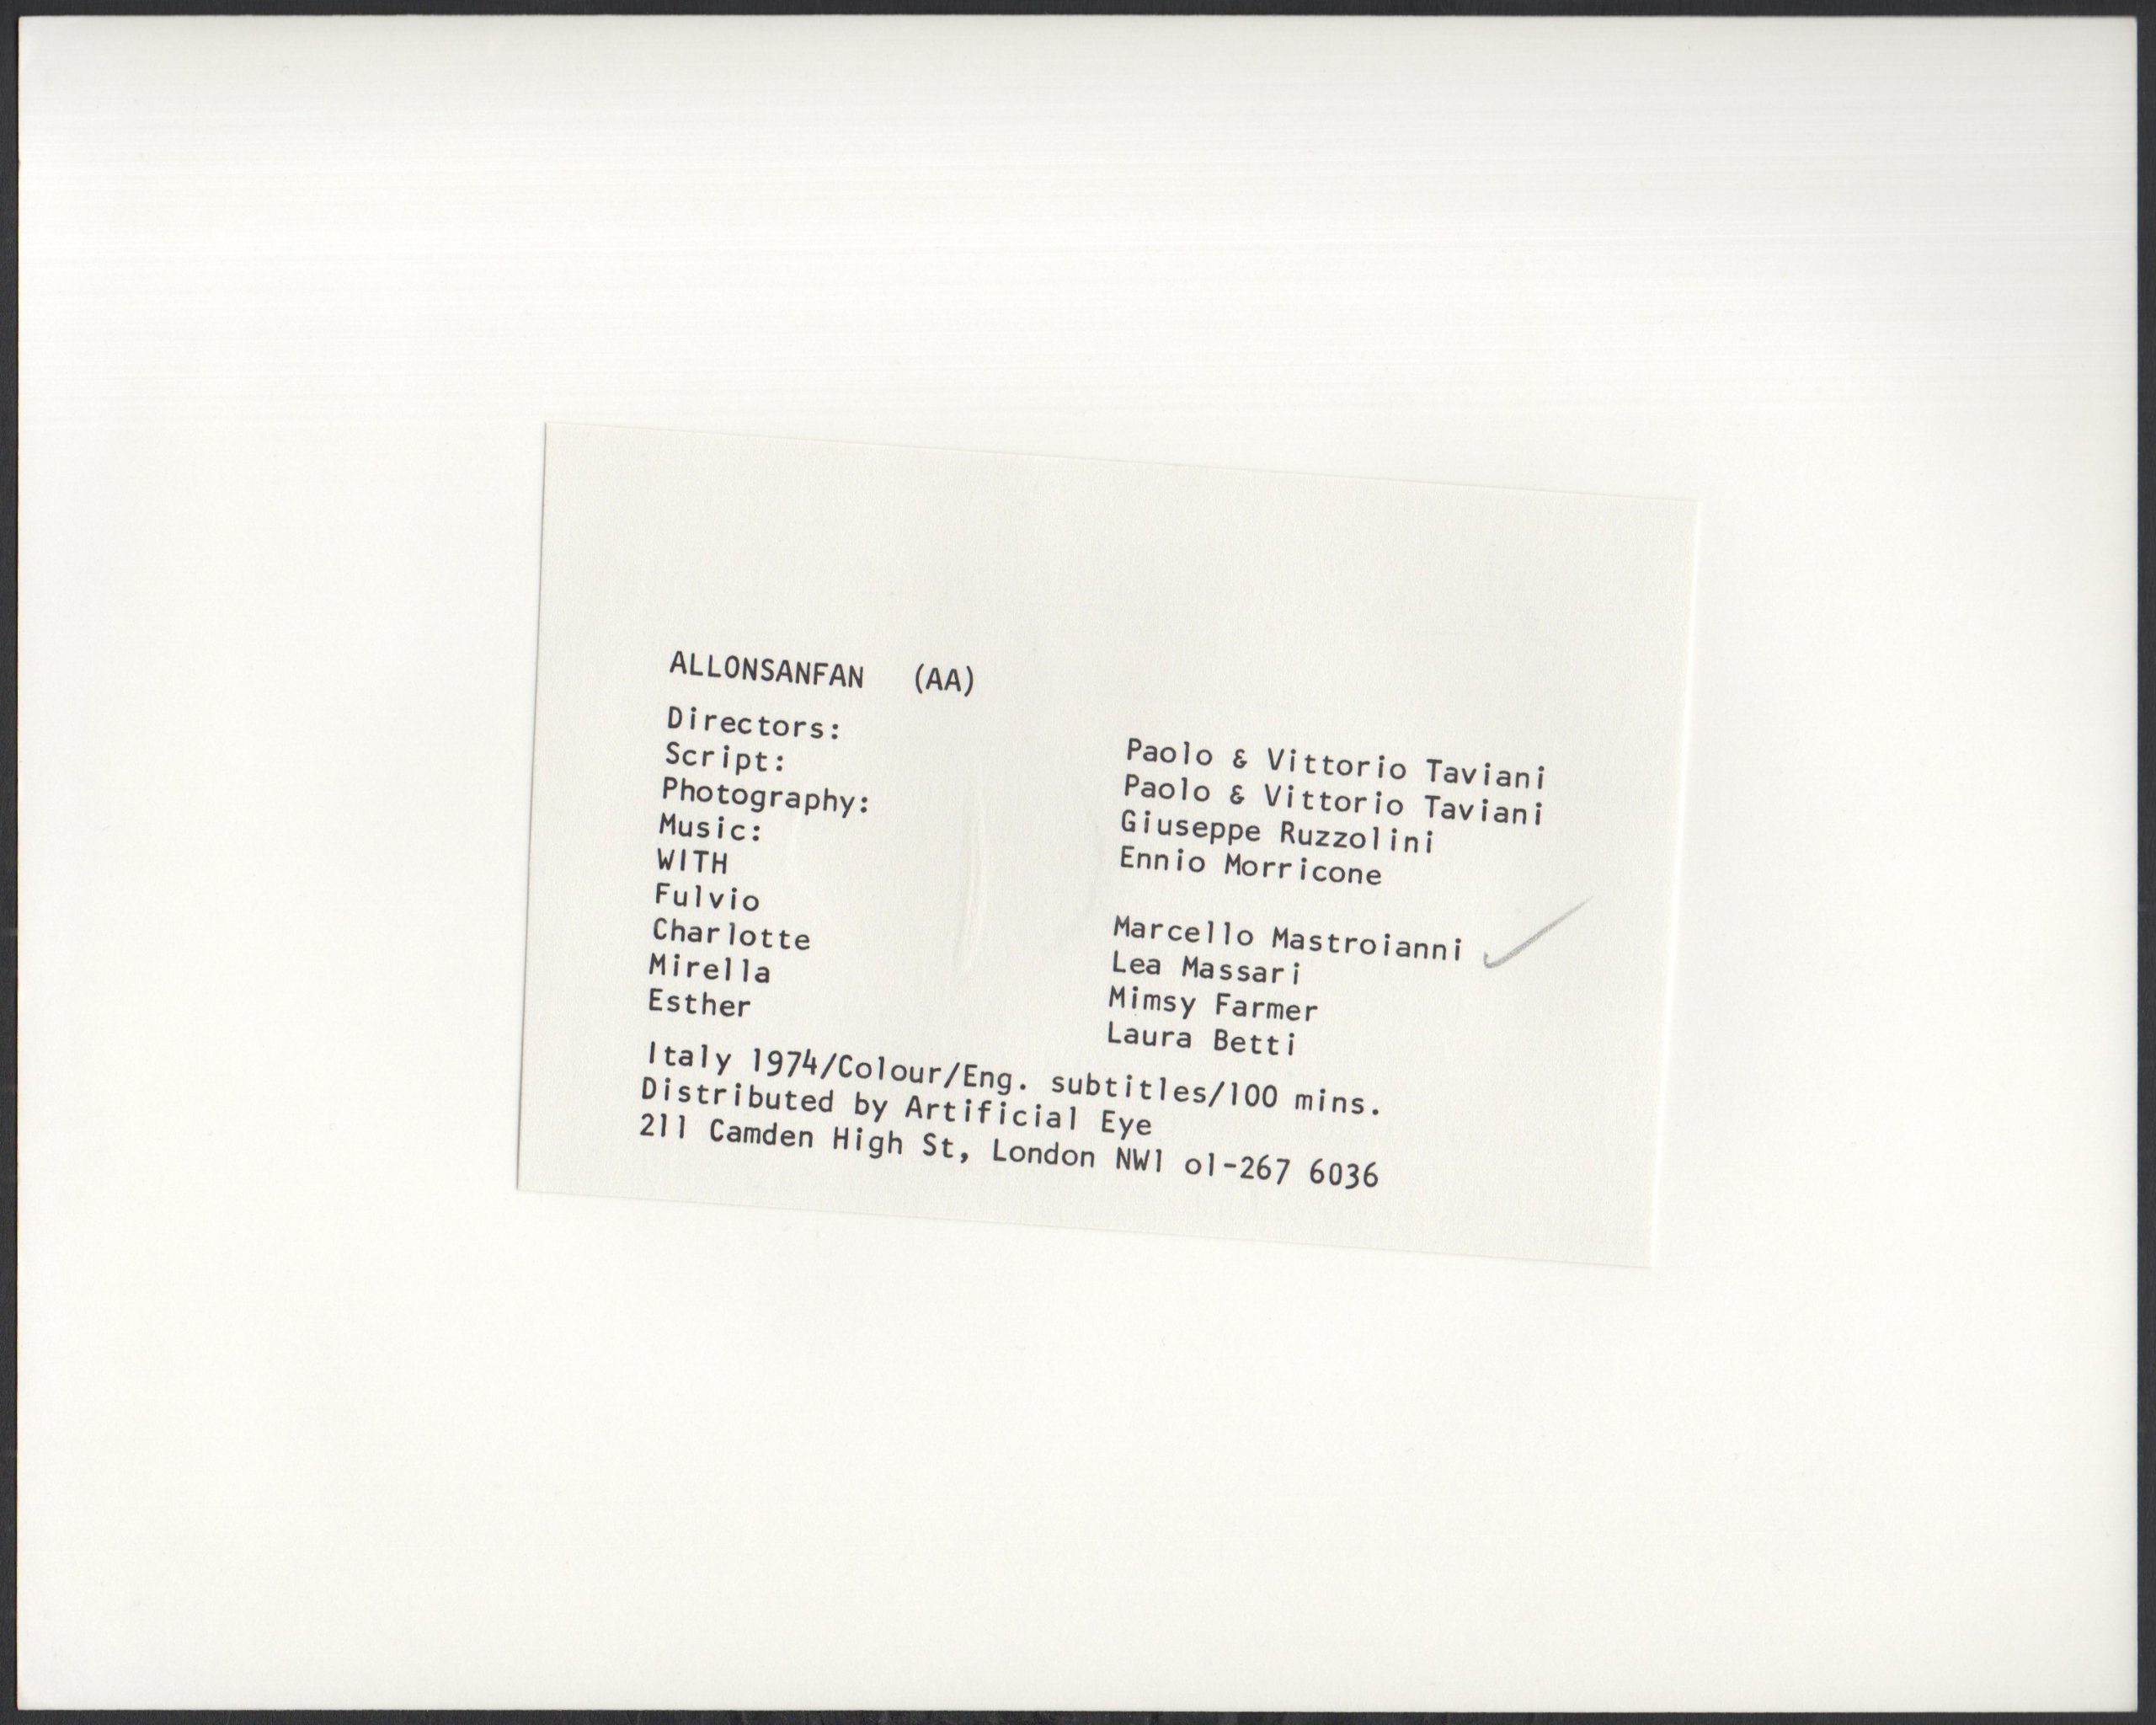 ALLONSANFAN (AA)
Directors: Paolo & Vittorio Taviani
Script: Paolo & Vittorio Taviani
Photography: Giuseppe Ruzzolini
Music: Ennio Morricone
WITH
Fulvio Marcello Mastroianni
Charlotte Lea Massari
Mirella Mimsy Farmer
Esther Laura Betti
Italy 1974/Colour/Eng. subtitles/100 mins.
Distributed by Artificial Eye
211 Camden High St, London NW1 o1-267 6036